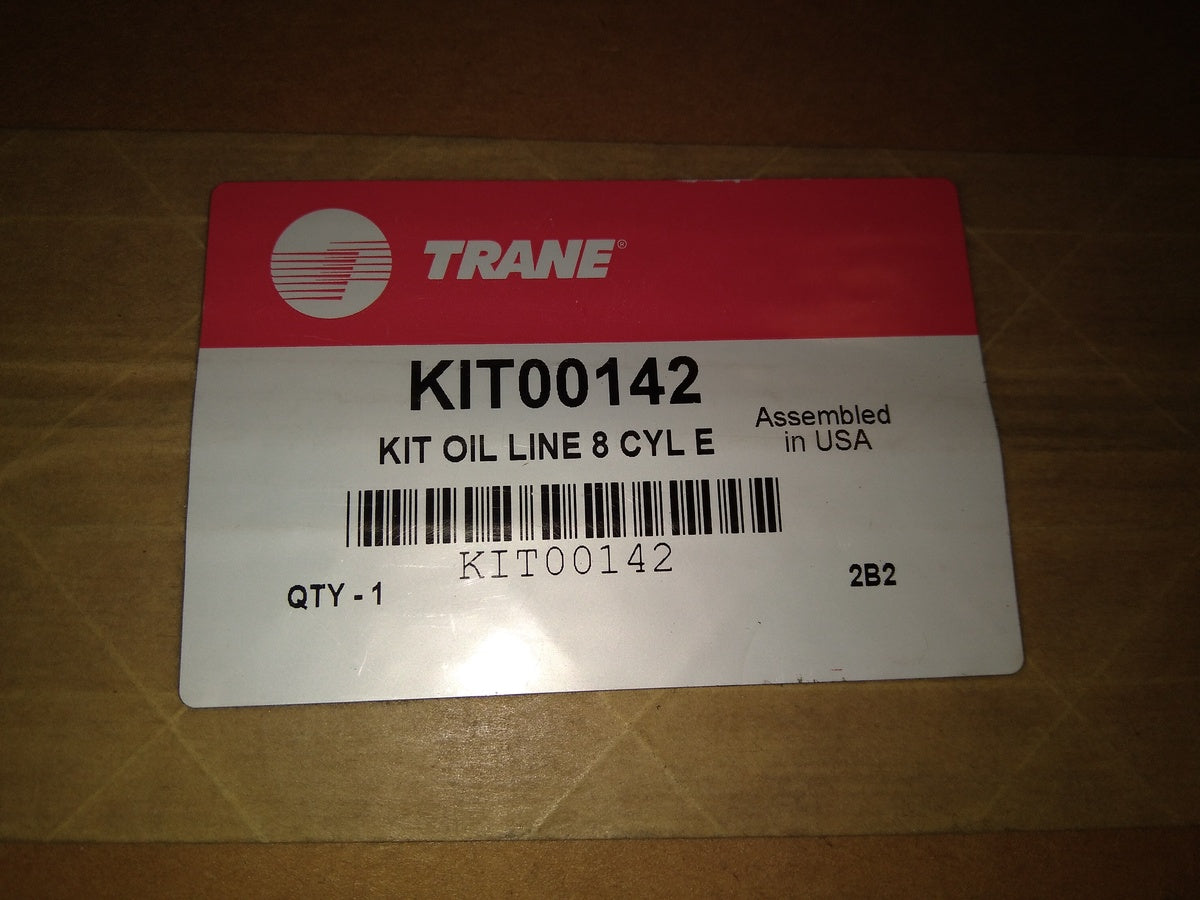 TRANE®
KIT00142
KIT OIL LINE 8 CYL E
Assembled
in USA
KIT00142
QTY - 1
2B2